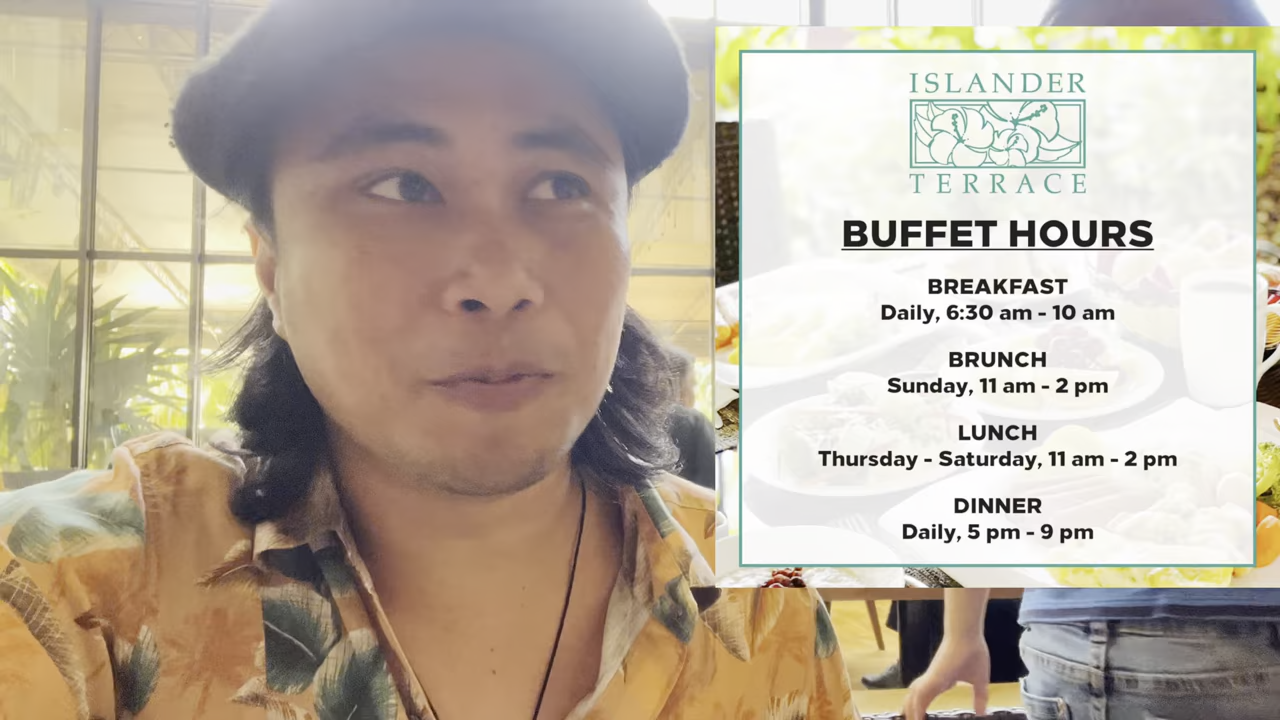 ISLANDER
TERRACE
BUFFET HOURS
BREAKFAST
Daily, 6:30 am - 10 am
BRUNCH
Sunday, 11 am - 2 pm
LUNCH
Thursday - Saturday, 11 am - 2 pm
DINNER
Daily, 5 pm - 9 pm